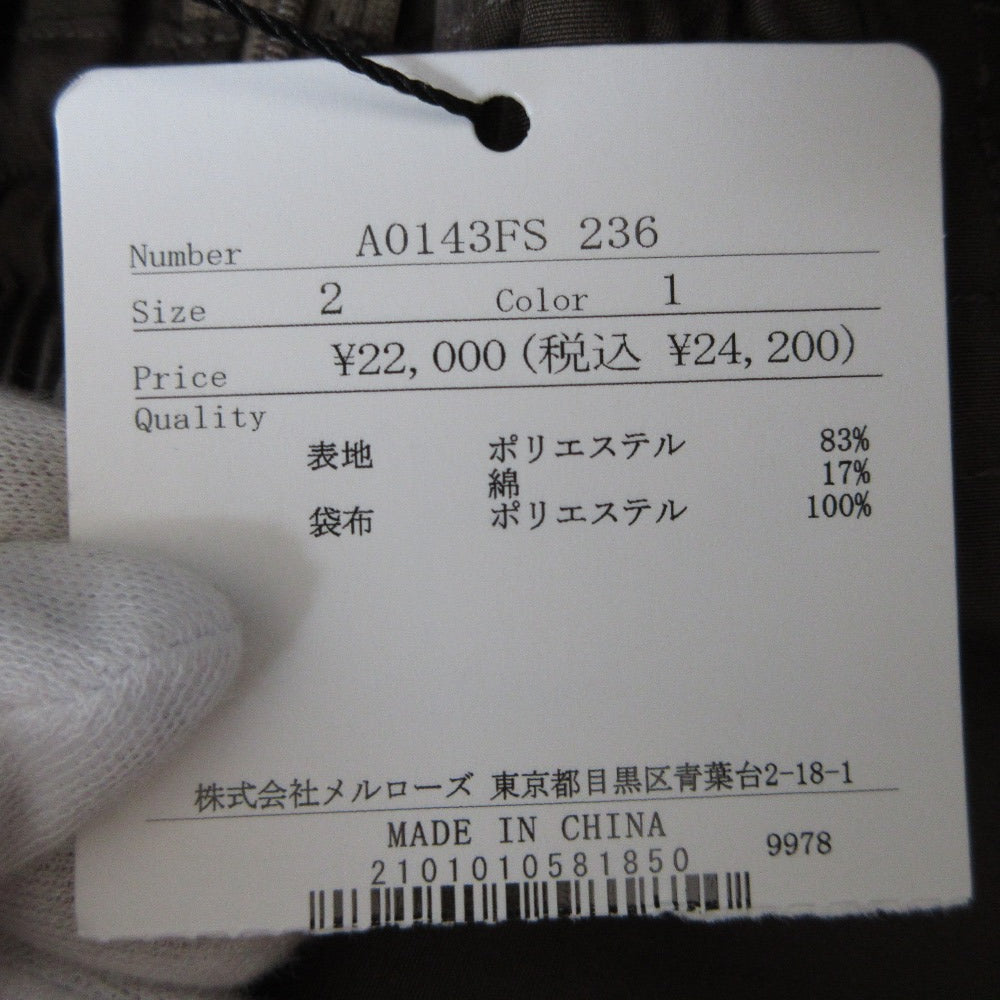 Number A0143FS 236
Size 2 Color 1
Price ¥22,000(税込 ¥24,200)
Quality
表地 ポリエステル 83%
綿 17%
袋布 ポリエステル 100%
株式会社メルローズ 東京都目黒区青葉台2-18-1
MADE IN CHINA 9978
2101010581850